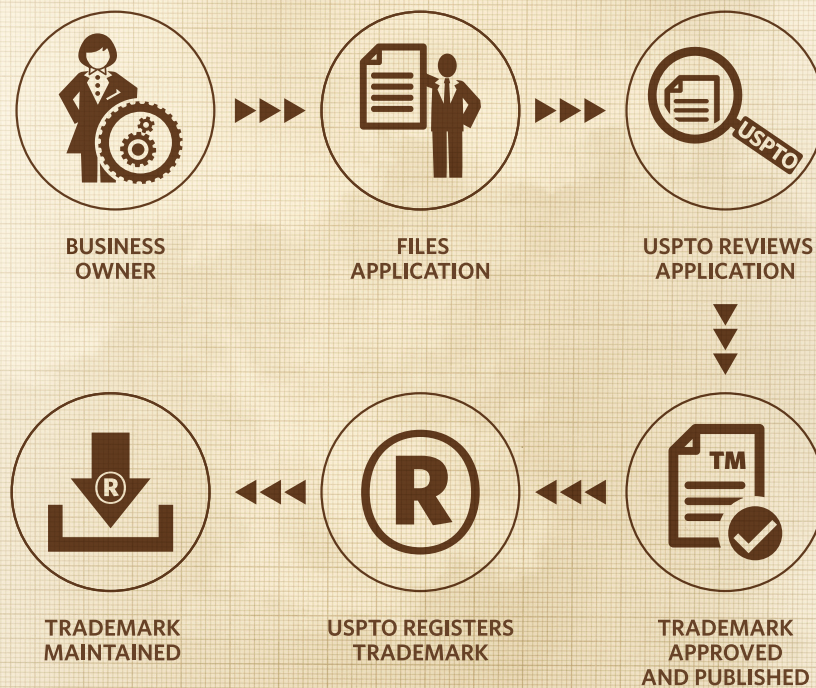 USPTO
BUSINESS
OWNER
FILES
APPLICATION
USPTO REVIEWS
APPLICATION
TM
TRADEMARK
APPROVED
AND PUBLISHED
R
USPTO REGISTERS
TRADEMARK
®
TRADEMARK
MAINTAINED